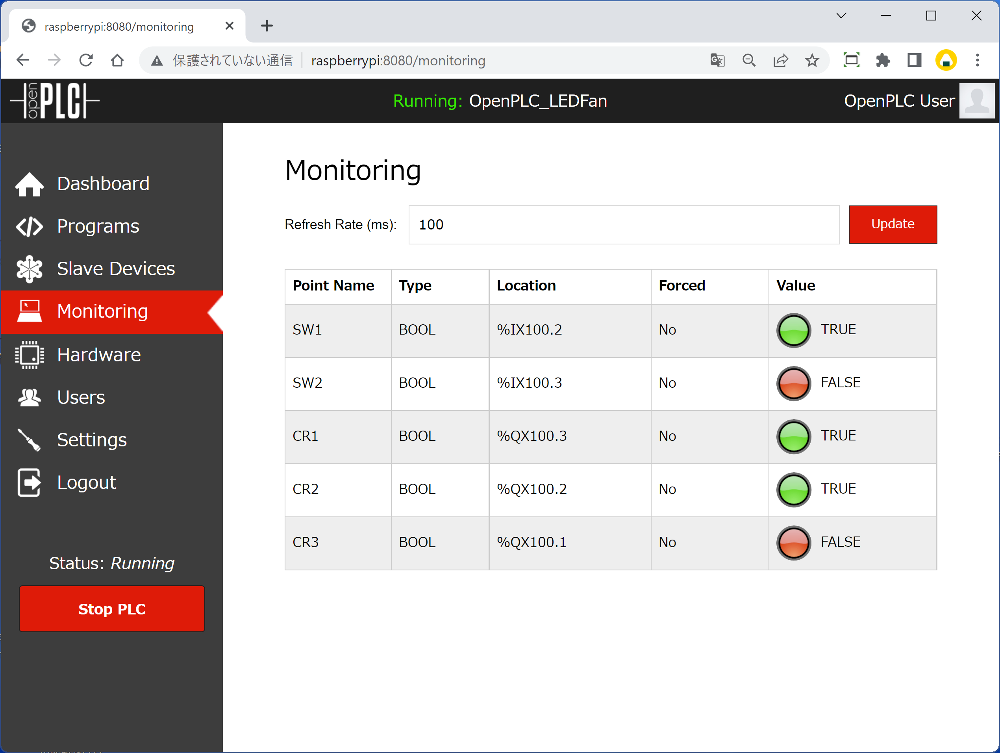 raspberrypi:8080/monitoring
保護されていない通信 raspberrypi:8080/monitoring
open PLC
Running: OpenPLC_LEDFan
OpenPLC User
Dashboard
Programs
Slave Devices
Monitoring
Hardware
Users
Settings
Logout
Status: Running
Stop PLC
Monitoring
Refresh Rate (ms): 100 Update
Point Name Type Location Forced Value
SW1 BOOL %IX100.2 No TRUE
SW2 BOOL %IX100.3 No FALSE
CR1 BOOL %QX100.3 No TRUE
CR2 BOOL %QX100.2 No TRUE
CR3 BOOL %QX100.1 No FALSE